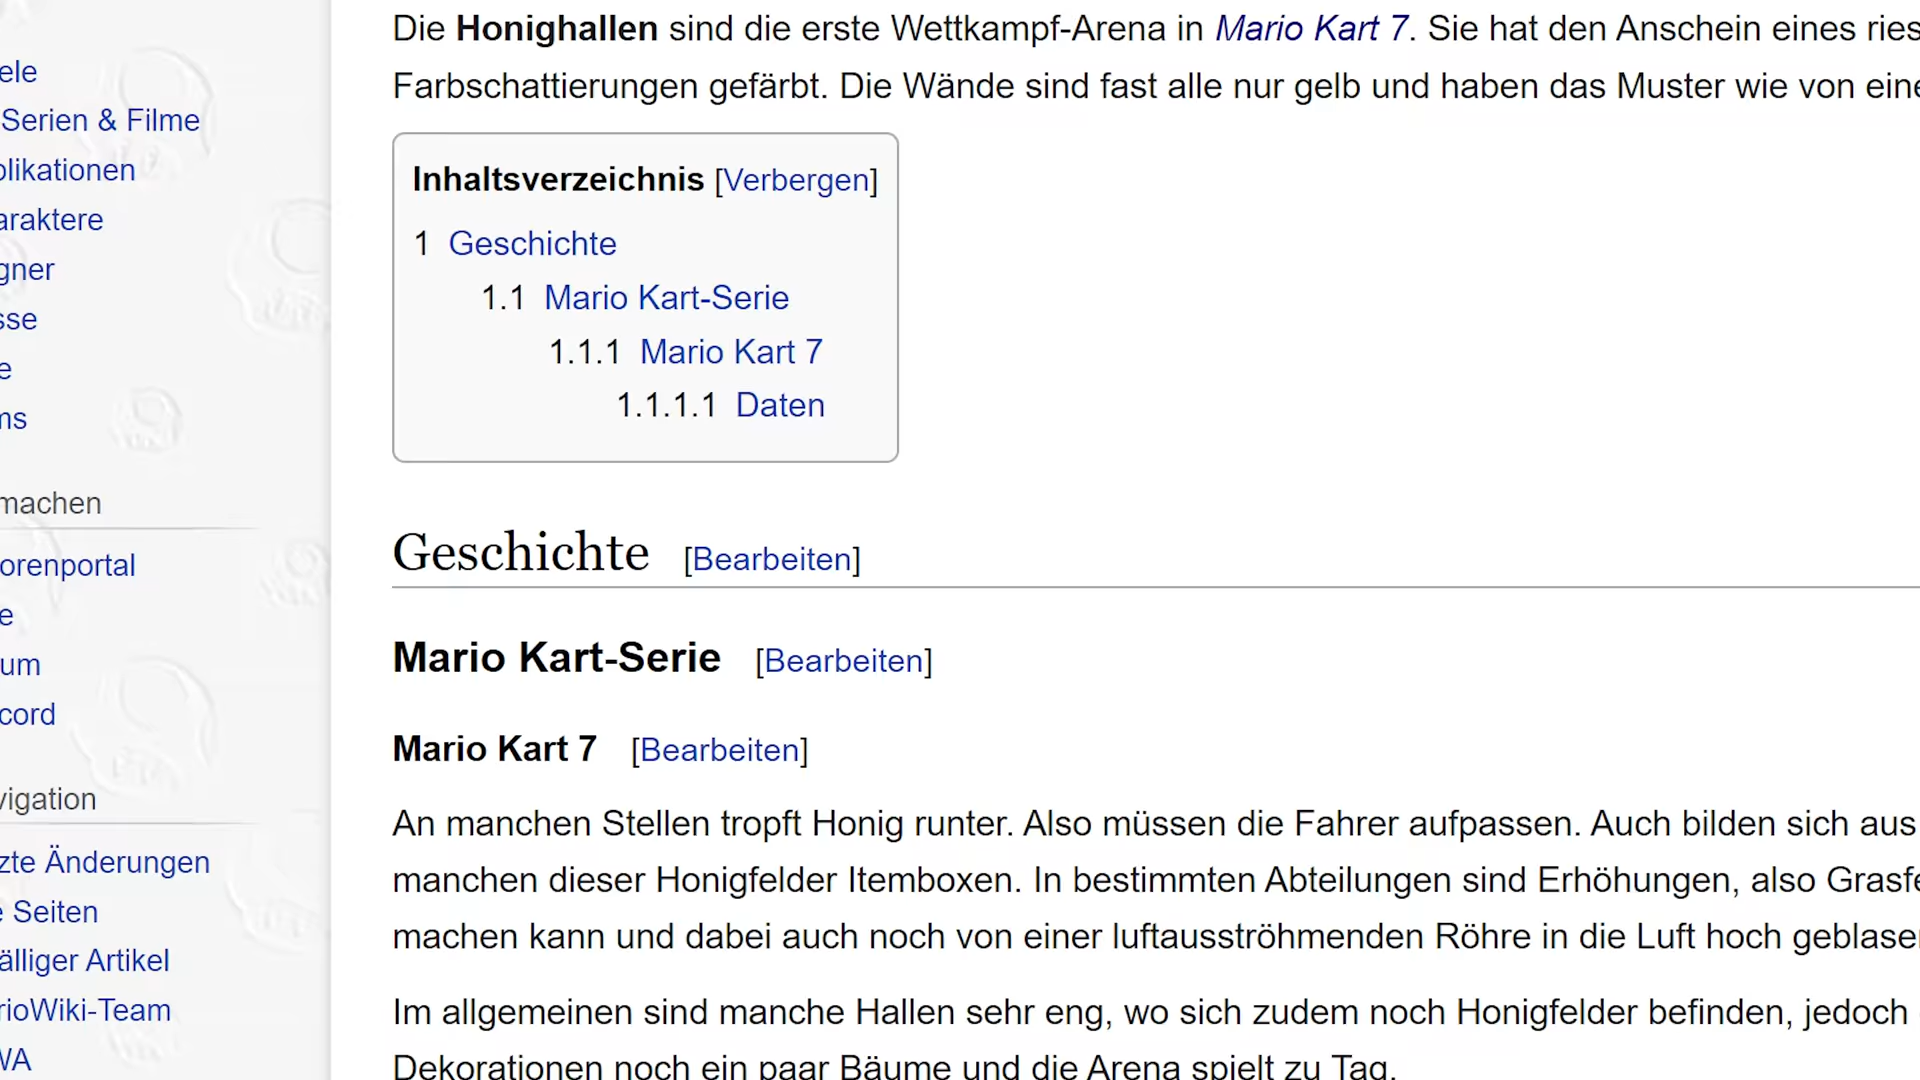 ele
Serien & Filme
likationen
araktere
gner
sse
e
ms
machen
orenportal
e
um
cord
vigation
zte Änderungen
e Seiten
älliger Artikel
rioWiki-Team
WA
Die Honighallen sind die erste Wettkampf-Arena in Mario Kart 7. Sie hat den Anschein eines ries
Farbschattierungen gefärbt. Die Wände sind fast alle nur gelb und haben das Muster wie von eine
Inhaltsverzeichnis [Verbergen]
1 Geschichte
1.1 Mario Kart-Serie
1.1.1 Mario Kart 7
1.1.1.1 Daten
Geschichte [Bearbeiten]
Mario Kart-Serie [Bearbeiten]
Mario Kart 7 [Bearbeiten]
An manchen Stellen tropft Honig runter. Also müssen die Fahrer aufpassen. Auch bilden sich aus
manchen dieser Honigfelder Itemboxen. In bestimmten Abteilungen sind Erhöhungen, also Grasfe
machen kann und dabei auch noch von einer luftausströhmenden Röhre in die Luft hoch geblase
Im allgemeinen sind manche Hallen sehr eng, wo sich zudem noch Honigfelder befinden, jedoch
Dekorationen noch ein paar Bäume und die Arena spielt zu Tag.